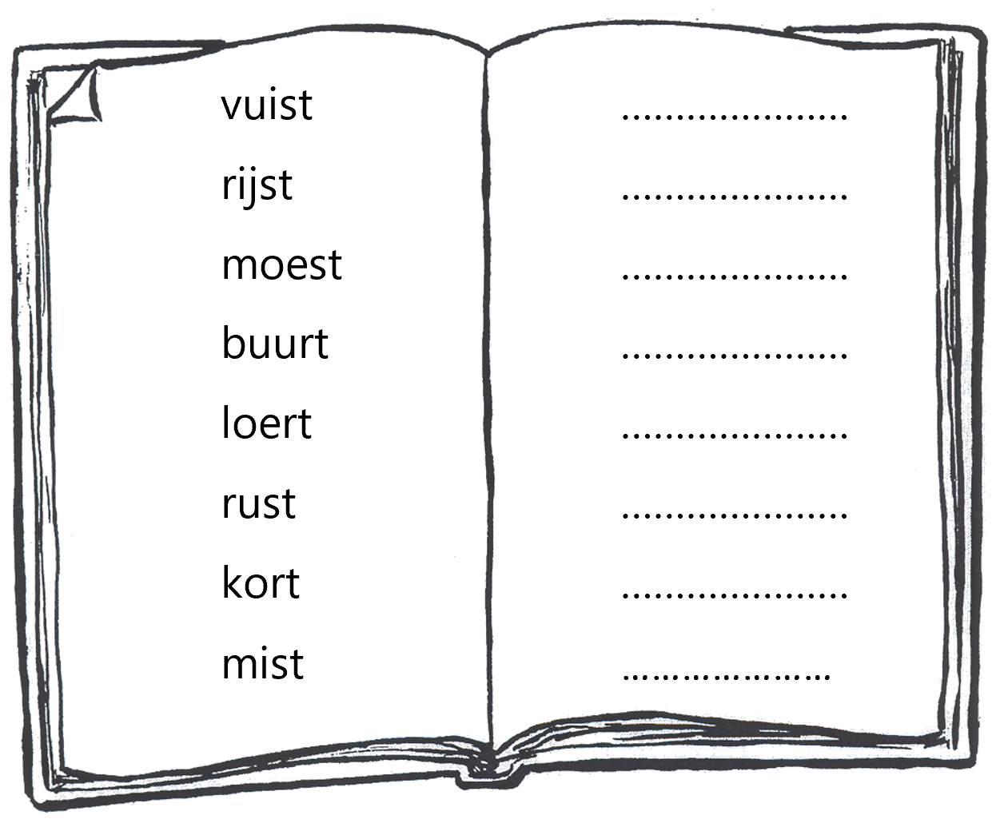 vuist .....................
rijst .....................
moest .....................
buurt .....................
loert .....................
rust .....................
kort .....................
mist …………………